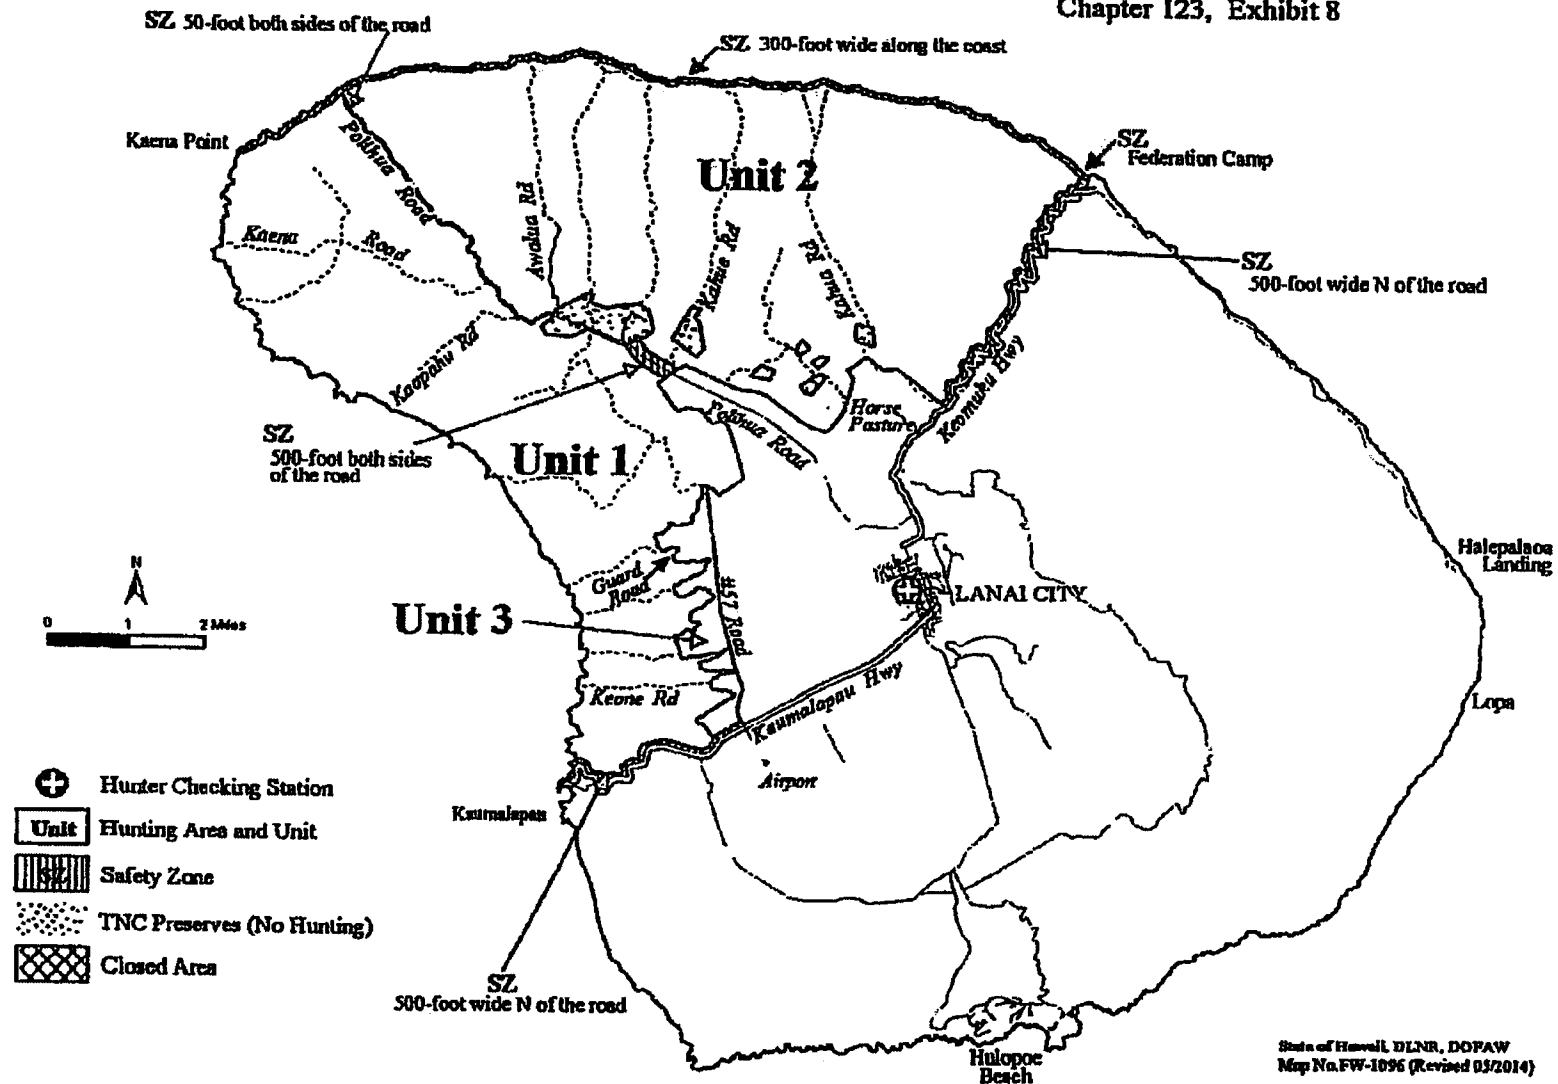 Chapter 123, Exhibit 8
SZ 50-foot both sides of the road
SZ 300-foot wide along the coast
Kaena Point
Polihua Road
SZ
Federation Camp
Unit 2
Awalua Rd
Kaena Road
Kahue Rd
Kahua Rd
SZ
500-foot wide N of the road
Kaapahu Rd
Keomuku Hwy
Horse
Pasture
Polihua Road
SZ
500-foot both sides
of the road
Unit 1
Halepalaoa
Landing
N
Guard
Road
#57 Road
LANAI CITY
Unit 3
0 1 2 Miles
Keone Rd
Kaumalapau Hwy
Lopa
Airport
Hunter Checking Station
Kaumalapau
Unit Hunting Area and Unit
SZ Safety Zone
TNC Preserves (No Hunting)
Closed Area
SZ
500-foot wide N of the road
Hulopoe
Beach
State of Hawaii, DLNR, DOFAW
Map No.FW-1096 (Revised 05/2014)